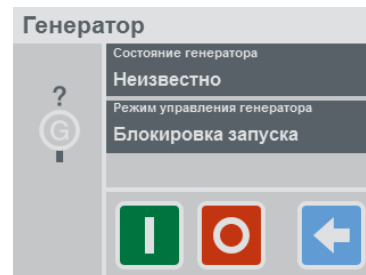 Генератор
Состояние генератора
Неизвестно
?
G
Режим управления генератора
Блокировка запуска